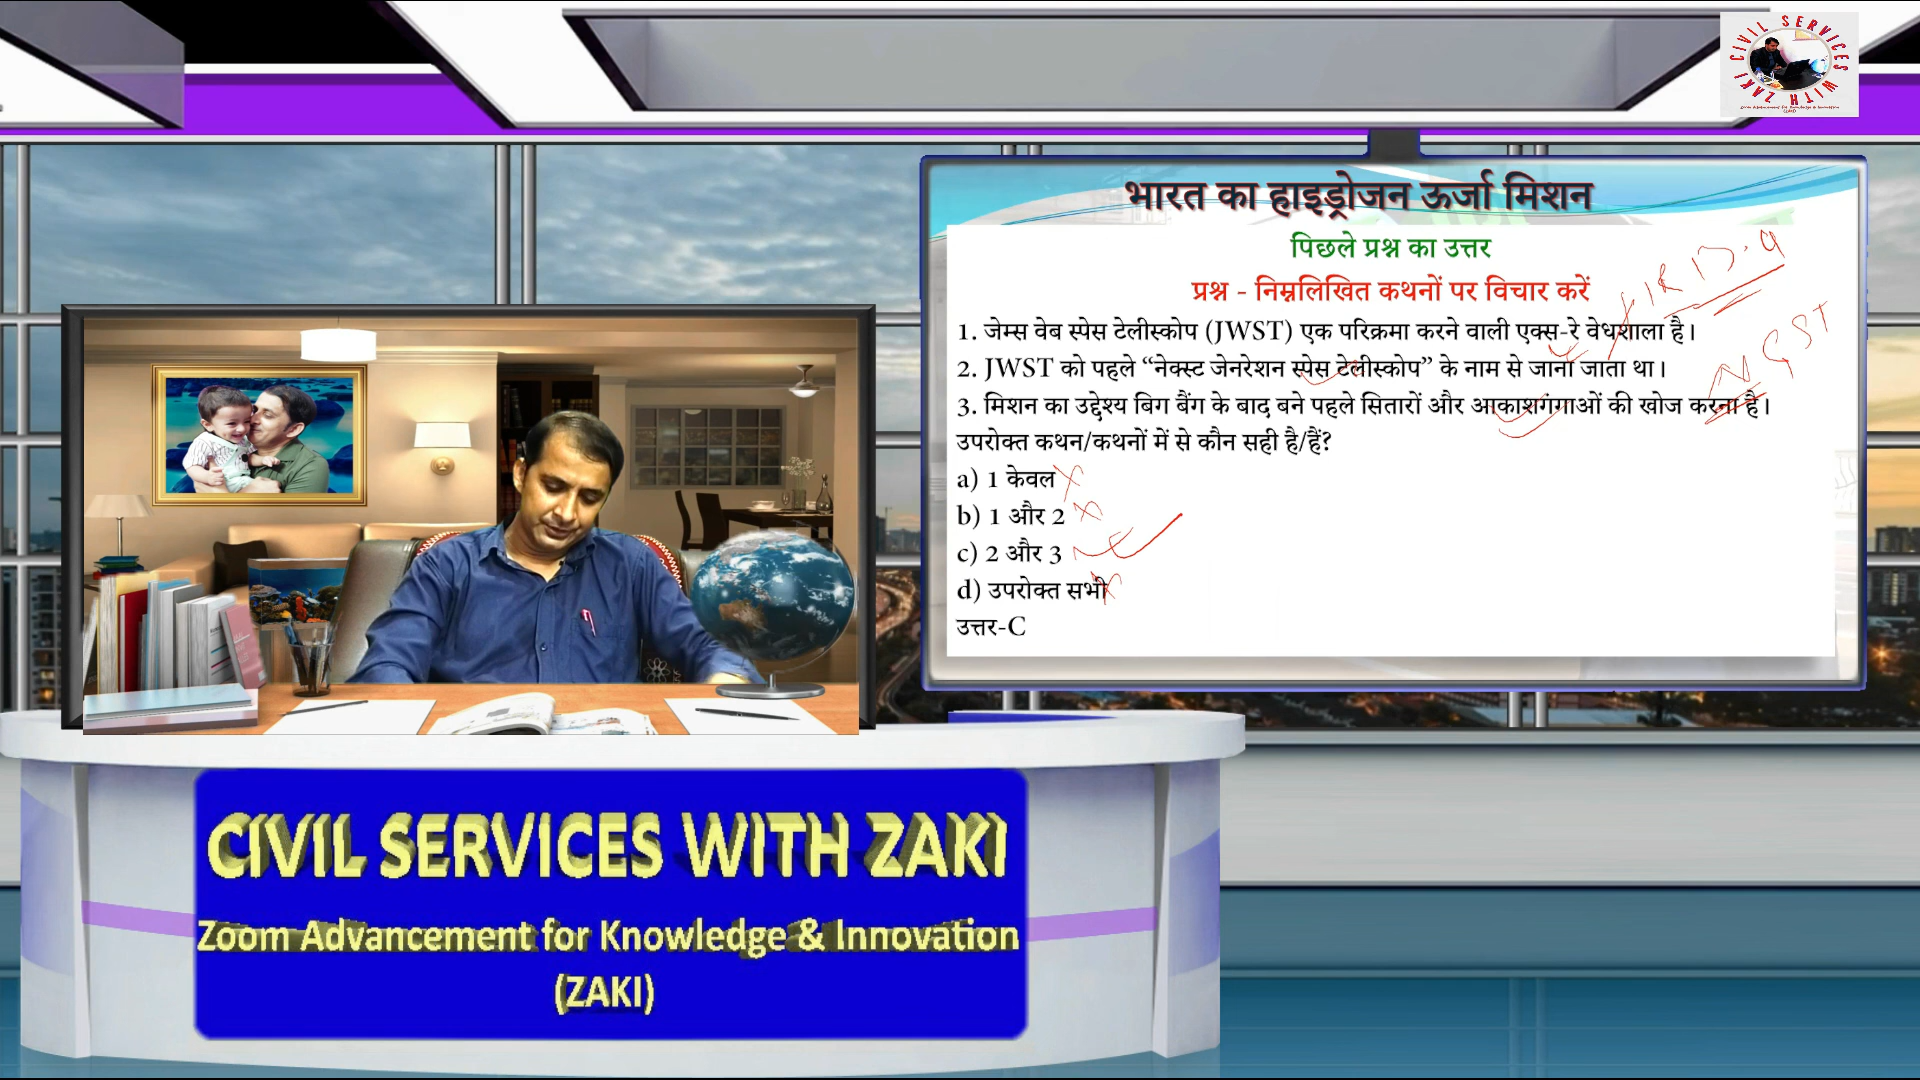 CIVIL SERVICES WITH ZAKI
भारत का हाइड्रोजन ऊर्जा मिशन
पिछले प्रश्न का उत्तर
प्रश्न - निम्नलिखित कथनों पर विचार करें
1. जेम्स वेब स्पेस टेलीस्कोप (JWST) एक परिक्रमा करने वाली एक्स-रे वेधशाला है।
2. JWST को पहले “नेक्स्ट जेनरेशन स्पेस टेलीस्कोप” के नाम से जाना जाता था।
3. मिशन का उद्देश्य बिग बैंग के बाद बने पहले सितारों और आकाशगंगाओं की खोज करना है।
उपरोक्त कथन/कथनों में से कौन सही है/हैं?
a) 1 केवल
b) 1 और 2
c) 2 और 3
d) उपरोक्त सभी
उत्तर-C
NGST
CIVIL SERVICES WITH ZAKI
Zoom Advancement for Knowledge & Innovation
(ZAKI)